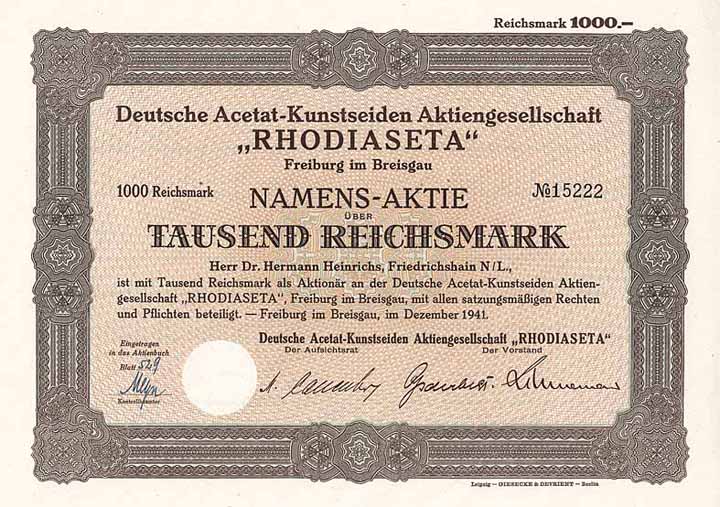 Reichsmark 1000.—
Deutsche Acetat-Kunstseiden Aktiengesellschaft
„RHODIASETA“
Freiburg im Breisgau
1000 Reichsmark NAMENS-AKTIE №15222
ÜBER
TAUSEND REICHSMARK
Herr Dr. Hermann Heinrichs, Friedrichshain N/L.,
ist mit Tausend Reichsmark als Aktionär an der Deutsche Acetat-Kunstseiden Aktien-
gesellschaft „RHODIASETA“, Freiburg im Breisgau, mit allen satzungsmäßigen Rechten
und Pflichten beteiligt. — Freiburg im Breisgau, im Dezember 1941.
Eingetragen
in das Aktienbuch
Blatt 529
Kontrollbeamter
Deutsche Acetat-Kunstseiden Aktiengesellschaft „RHODIASETA“
Der Aufsichtsrat Der Vorstand
Leipzig — GIESECKE & DEVRIENT — Berlin